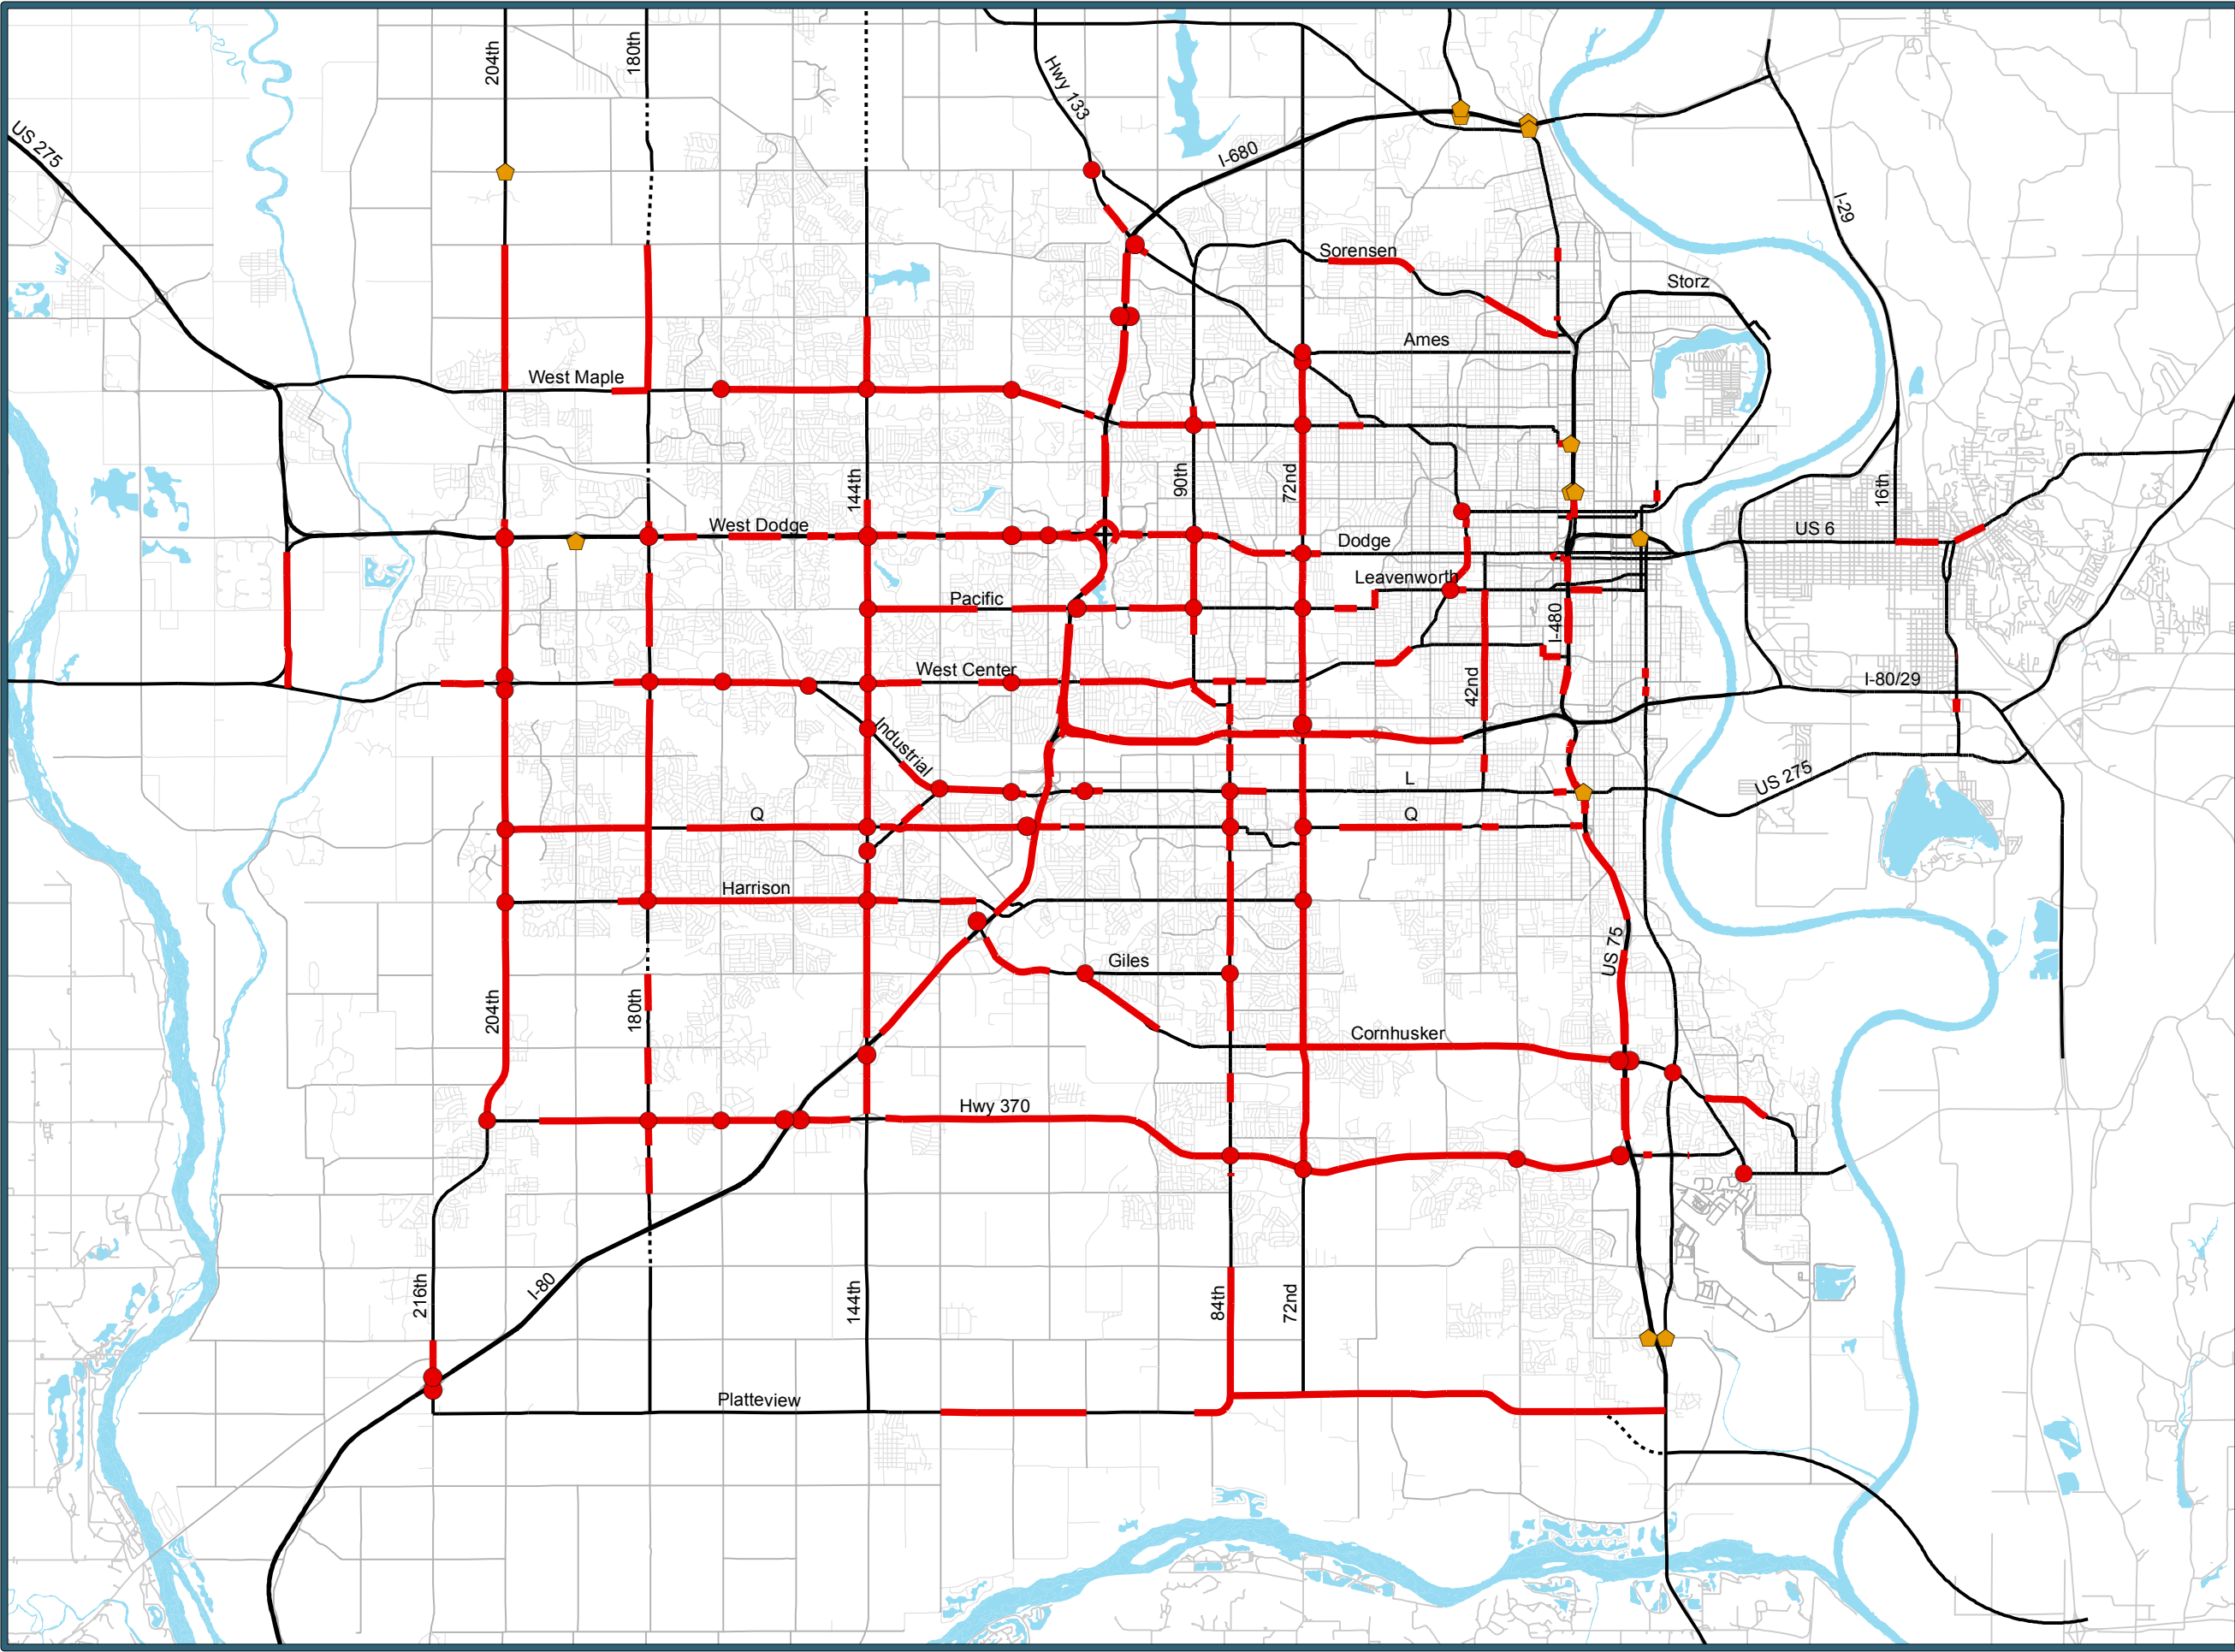 204th
180th
Hwy 133
US 275
I-680
I-29
Sorensen
Storz
Ames
West Maple
144th
90th
72nd
16th
West Dodge
Dodge
US 6
Leavenworth
Pacific
I-480
West Center
42nd
I-80/29
Industrial
L
US 275
Q
Q
Harrison
US 75
Giles
204th
180th
Cornhusker
Hwy 370
216th
I-80
144th
84th
72nd
Platteview